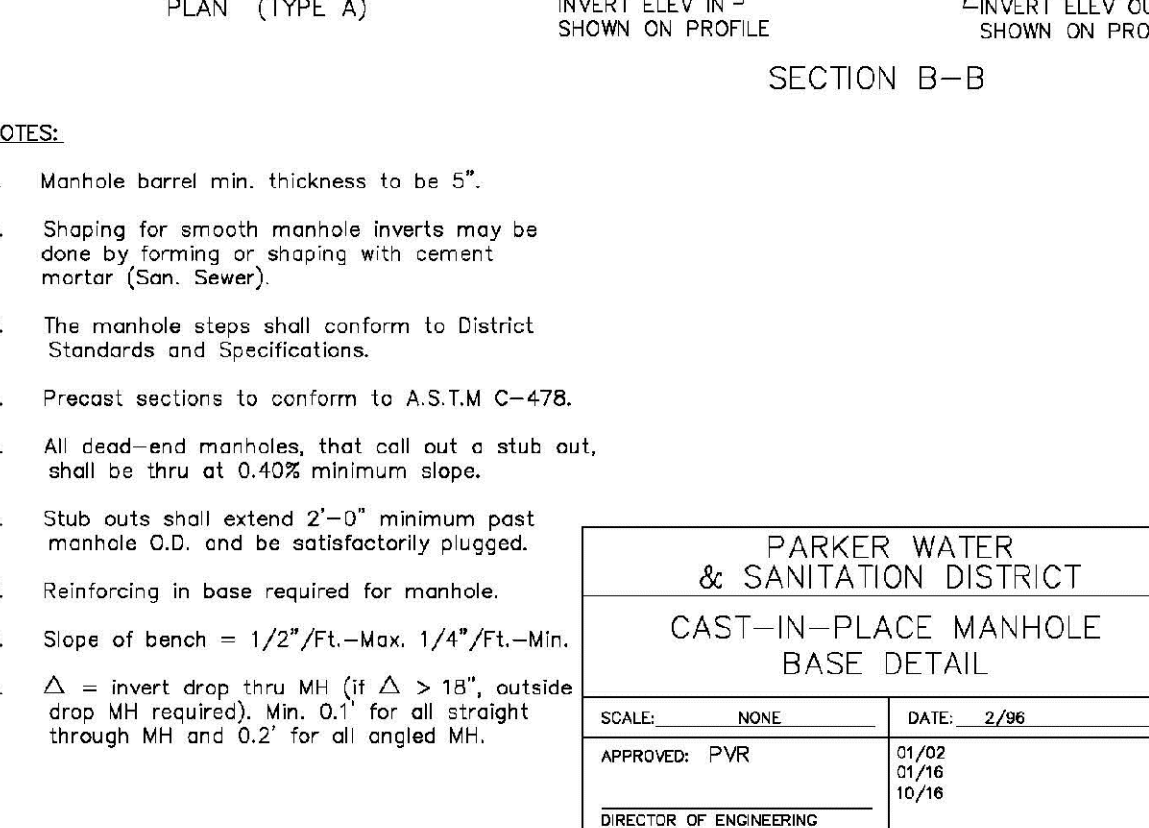 PLAN (TYPE A)
INVERT ELEV IN
SHOWN ON PROFILE
INVERT ELEV
SHOWN ON
SECTION B-B
OTES:
Manhole barrel min. thickness to be 5".
Shaping for smooth manhole inverts may be
done by forming or shaping with cement
mortar (San. Sewer).
The manhole steps shall conform to District
Standards and Specifications.
Precast sections to conform to A.S.T.M C-478.
All dead-end manholes, that call out a stub out,
shall be thru at 0.40% minimum slope.
Stub outs shall extend 2'-0" minimum past
manhole O.D. and be satisfactorily plugged.
Reinforcing in base required for manhole.
Slope of bench = 1/2"/Ft.-Max. 1/4"/Ft.-Min.
Δ = invert drop thru MH (if Δ > 18", outside
drop MH required). Min. 0.1' for all straight
through MH and 0.2' for all angled MH.
PARKER WATER
& SANITATION DISTRICT
CAST-IN-PLACE MANHOLE
BASE DETAIL
SCALE: NONE
DATE: 2/96
APPROVED: PVR
01/02
01/16
10/16
DIRECTOR OF ENGINEERING